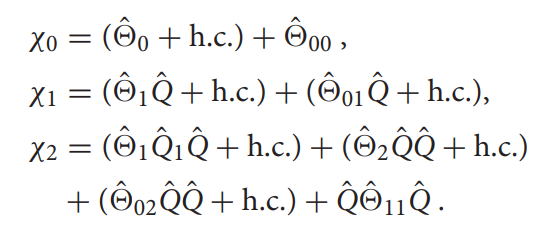 χ₀ = (Θ̂₀ + h.c.) + Θ̂₀₀ ,
χ₁ = (Θ̂₁Q̂ + h.c.) + (Θ̂₀₁Q̂ + h.c.),
χ₂ = (Θ̂₁Q̂₁Q̂ + h.c.) + (Θ̂₂Q̂Q̂ + h.c.)
+ (Θ̂₀₂Q̂Q̂ + h.c.) + Q̂Θ̂₁₁Q̂ .